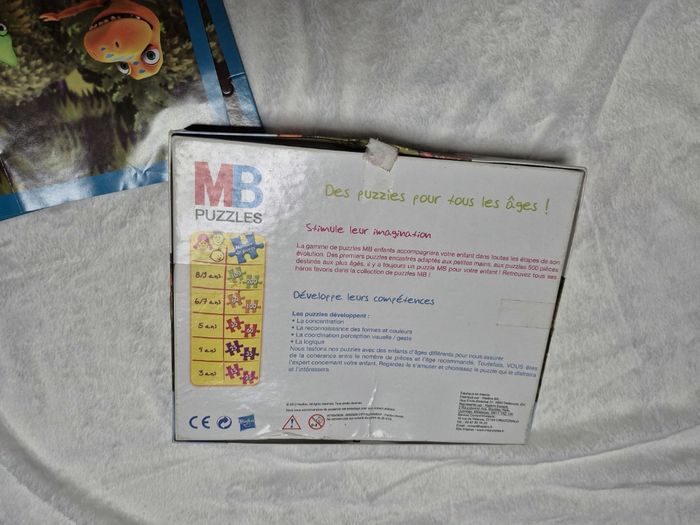 MB
PUZZLES
Des puzzles pour tous les âges !
Stimule leur imagination
La gamme de puzzles MB enfants accompagnera votre enfant dans toutes les étapes de son
évolution. Des premiers puzzles encastrés adaptés aux petites mains, aux puzzles 500 pièces
destinés aux plus âgés, il y a toujours un puzzle MB pour votre enfant ! Retrouvez tous ses
héros favoris dans la collection de puzzles MB !
Développe leurs compétences
Les puzzles développent :
• La concentration
• La reconnaissance des formes et couleurs
• La coordination perception visuelle / geste
• La logique
Nous testons nos puzzles avec des enfants d'âges différents pour nous assurer
de la cohérence entre le nombre de pièces et l'âge recommandé. Toutefois, VOUS êtes
l'expert concernant votre enfant. Regardez le s'amuser et choisissez le puzzle qui le distraira
et l'intéressera.
8/9 ans
6/7 ans
5 ans
4 ans
3 ans
CE
Hasbro